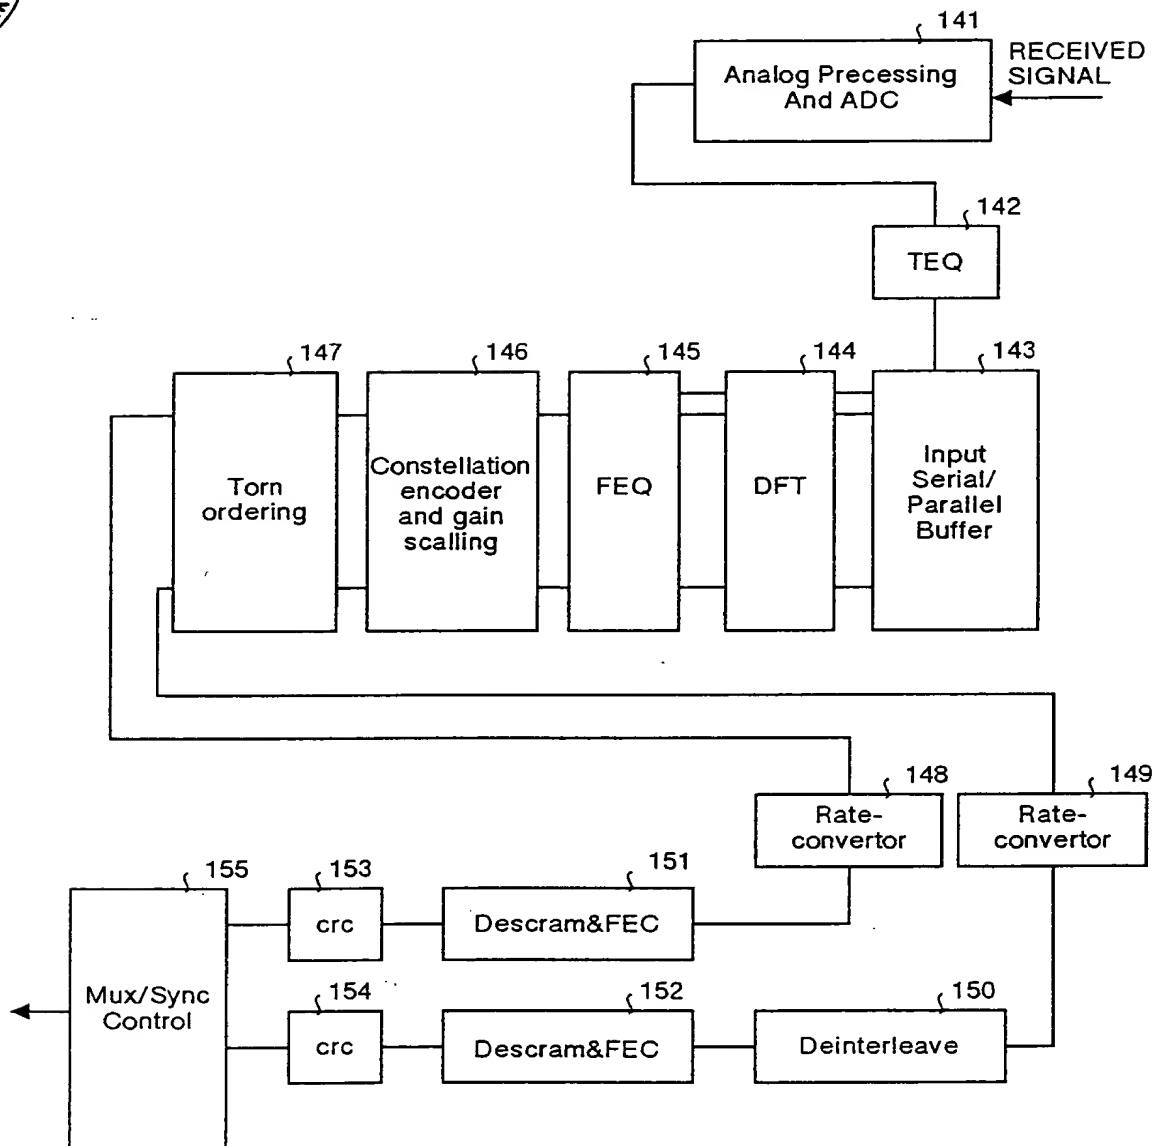 141
RECEIVED
SIGNAL
Analog Precessing
And ADC
142
TEQ
147
146
145
144
143
Torn
ordering
Constellation
encoder
and gain
scalling
FEQ
DFT
Input
Serial/
Parallel
Buffer
148
149
Rate-
convertor
Rate-
convertor
155
153
151
crc
Descram&FEC
Mux/Sync
Control
154
152
150
crc
Descram&FEC
Deinterleave